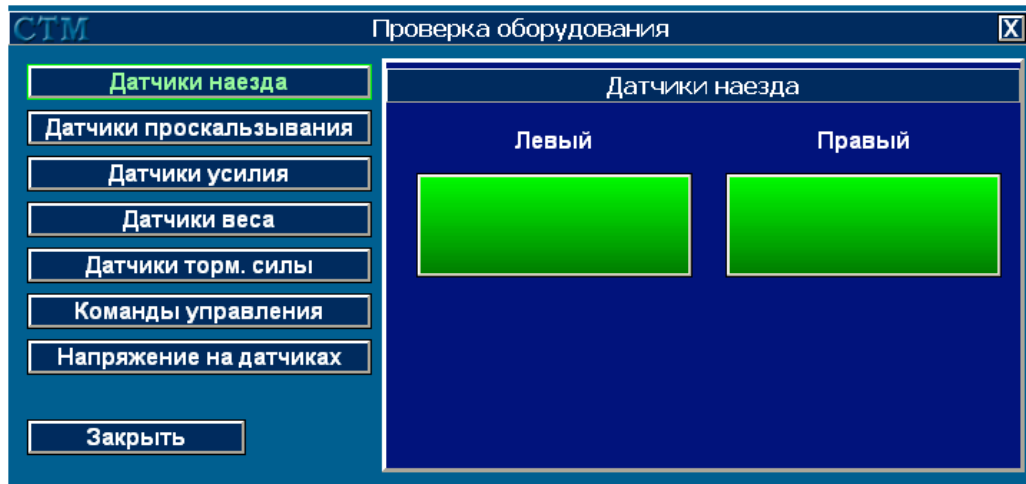 СТМ
Проверка оборудования
X
Датчики наезда
Датчики проскальзывания
Датчики усилия
Датчики веса
Датчики торм. силы
Команды управления
Напряжение на датчиках
Закрыть
Датчики наезда
Левый
Правый